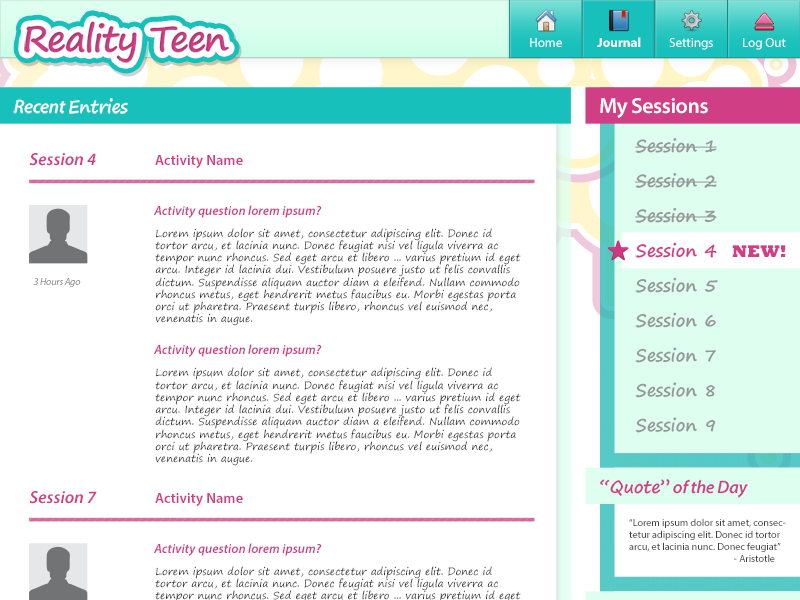 Reality Teen
Home
Journal
Settings
Log Out
Recent Entries
Session 4
Activity Name
Activity question lorem ipsum?
Lorem ipsum dolor sit amet, consectetur adipiscing elit. Donec id
tortor arcu, et lacinia nunc. Donec feugiat nisi vel ligula viverra ac
tempor nunc rhoncus. Sed eget arcu et libero ... varius pretium id eget
arcu. Integer id lacinia dui. Vestibulum posuere justo ut felis convallis
dictum. Suspendisse aliquam auctor diam a eleifend. Nullam commodo
rhoncus metus, eget hendrerit metus faucibus eu. Morbi egestas porta
orci ut pharetra. Praesent turpis libero, rhoncus vel euismod nec,
venenatis in augue.
3 Hours Ago
Activity question lorem ipsum?
Lorem ipsum dolor sit amet, consectetur adipiscing elit. Donec id
tortor arcu, et lacinia nunc. Donec feugiat nisi vel ligula viverra ac
tempor nunc rhoncus. Sed eget arcu et libero ... varius pretium id eget
arcu. Integer id lacinia dui. Vestibulum posuere justo ut felis convallis
dictum. Suspendisse aliquam auctor diam a eleifend. Nullam commodo
rhoncus metus, eget hendrerit metus faucibus eu. Morbi egestas porta
orci ut pharetra. Praesent turpis libero, rhoncus vel euismod nec,
venenatis in augue.
Session 7
Activity Name
Activity question lorem ipsum?
Lorem ipsum dolor sit amet, consectetur adipiscing elit. Donec id
tortor arcu, et lacinia nunc. Donec feugiat nisi vel ligula viverra ac
tempor nunc rhoncus. Sed eget arcu et libero ... varius pretium id eget
My Sessions
Session 1
Session 2
Session 3
Session 4 NEW!
Session 5
Session 6
Session 7
Session 8
Session 9
“Quote” of the Day
“Lorem ipsum dolor sit amet, consec-
tetur adipiscing elit. Donec id tortor
arcu, et lacinia nunc. Donec feugiat”
- Aristotle